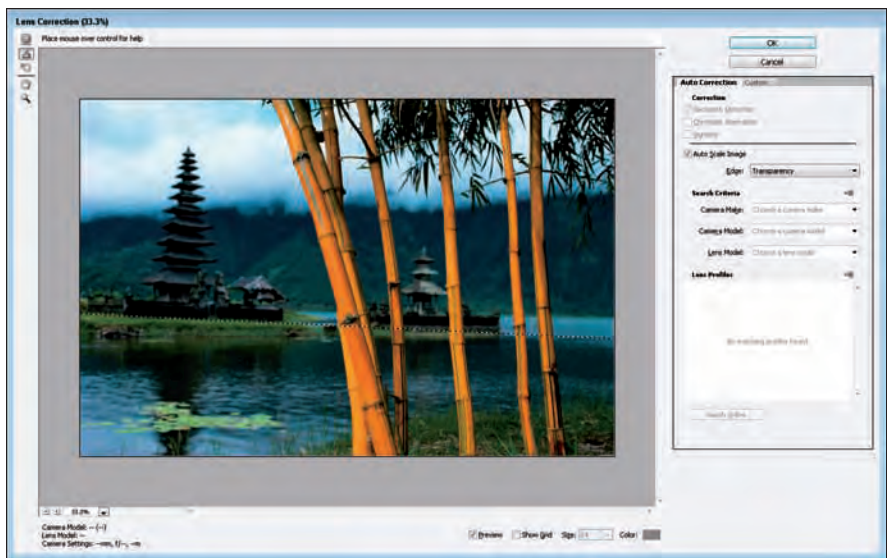 Lens Correction (33.3%)
Place mouse over control for help
OK
Cancel
Auto Correction Custom
Correction
Geometric Distortion
Chromatic Aberration
Vignette
Auto Scale Image
Edge: Transparency
Search Criteria
Camera Make: Choose a camera make
Camera Model: Choose a camera model
Lens Model: Choose a lens model
Lens Profiles
No matching profiles found.
Search Online
33.3%
Camera Model: -- (--)
Lens Model: --
Camera Settings: --mm, f/--, --m
Preview
Show Grid
Size:
Color: